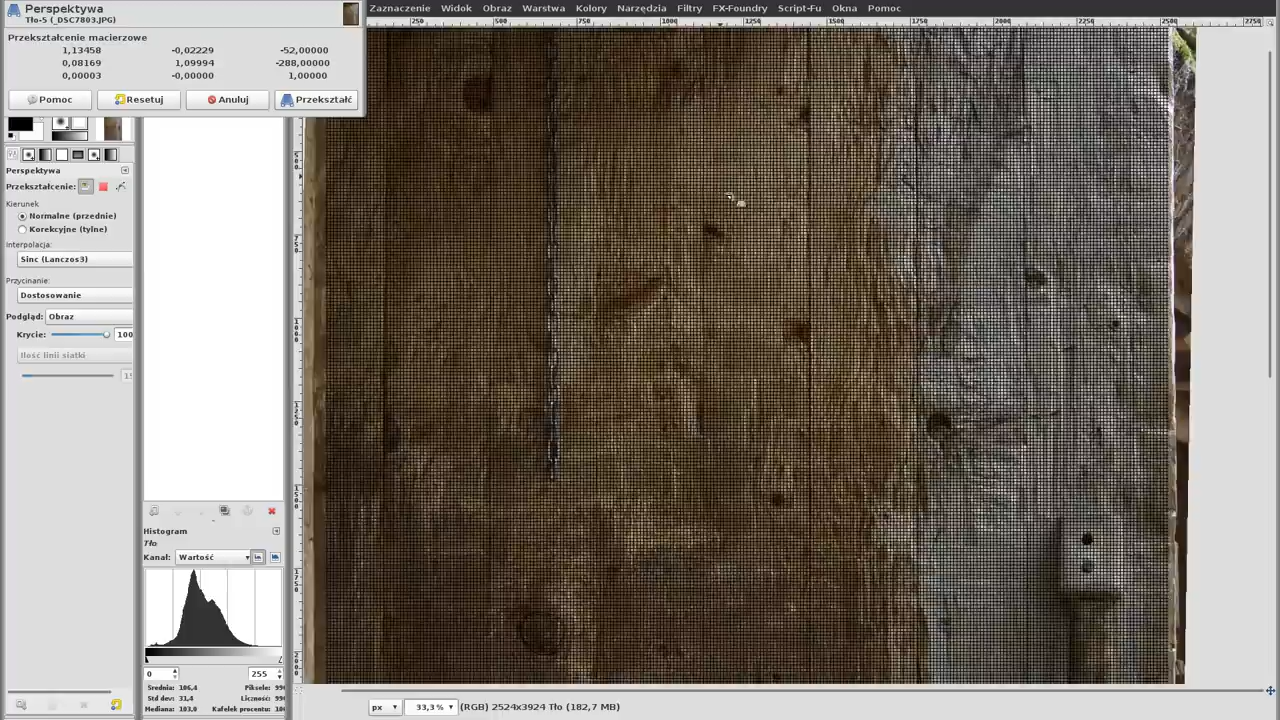 Perspektywa
Tło-5 (_DSC7803.JPG)
Zaznaczenie Widok Obraz Warstwa Kolory Narzędzia Filtry FX-Foundry Script-Fu Okna Pomoc
250 500 750 1000 1250 1500 1750 2000 2250 2500 2750
Przekształcenie macierzowe
1,13458 -0,02229 -52,00000
0,08169 1,09994 -288,00000
0,00003 -0,00000 1,00000
Pomoc Resetuj Anuluj Przekształć
Perspektywa
Przekształcenie:
Kierunek
Normalne (przednie)
Korekcyjne (tylne)
Interpolacja:
Sinc (Lanczos3)
Przycinanie:
Dostosowanie
Podgląd: Obraz
Krycie: 100
Ilość linii siatki
Histogram
Tło
Kanał: Wartość
0 255
Średnia: 106,4 Piksele:
Std dev: 31,4 Liczność:
Mediana: 103,0 Kafelek procentu:
px 33,3% (RGB) 2524x3924 Tło (182,7 MB)